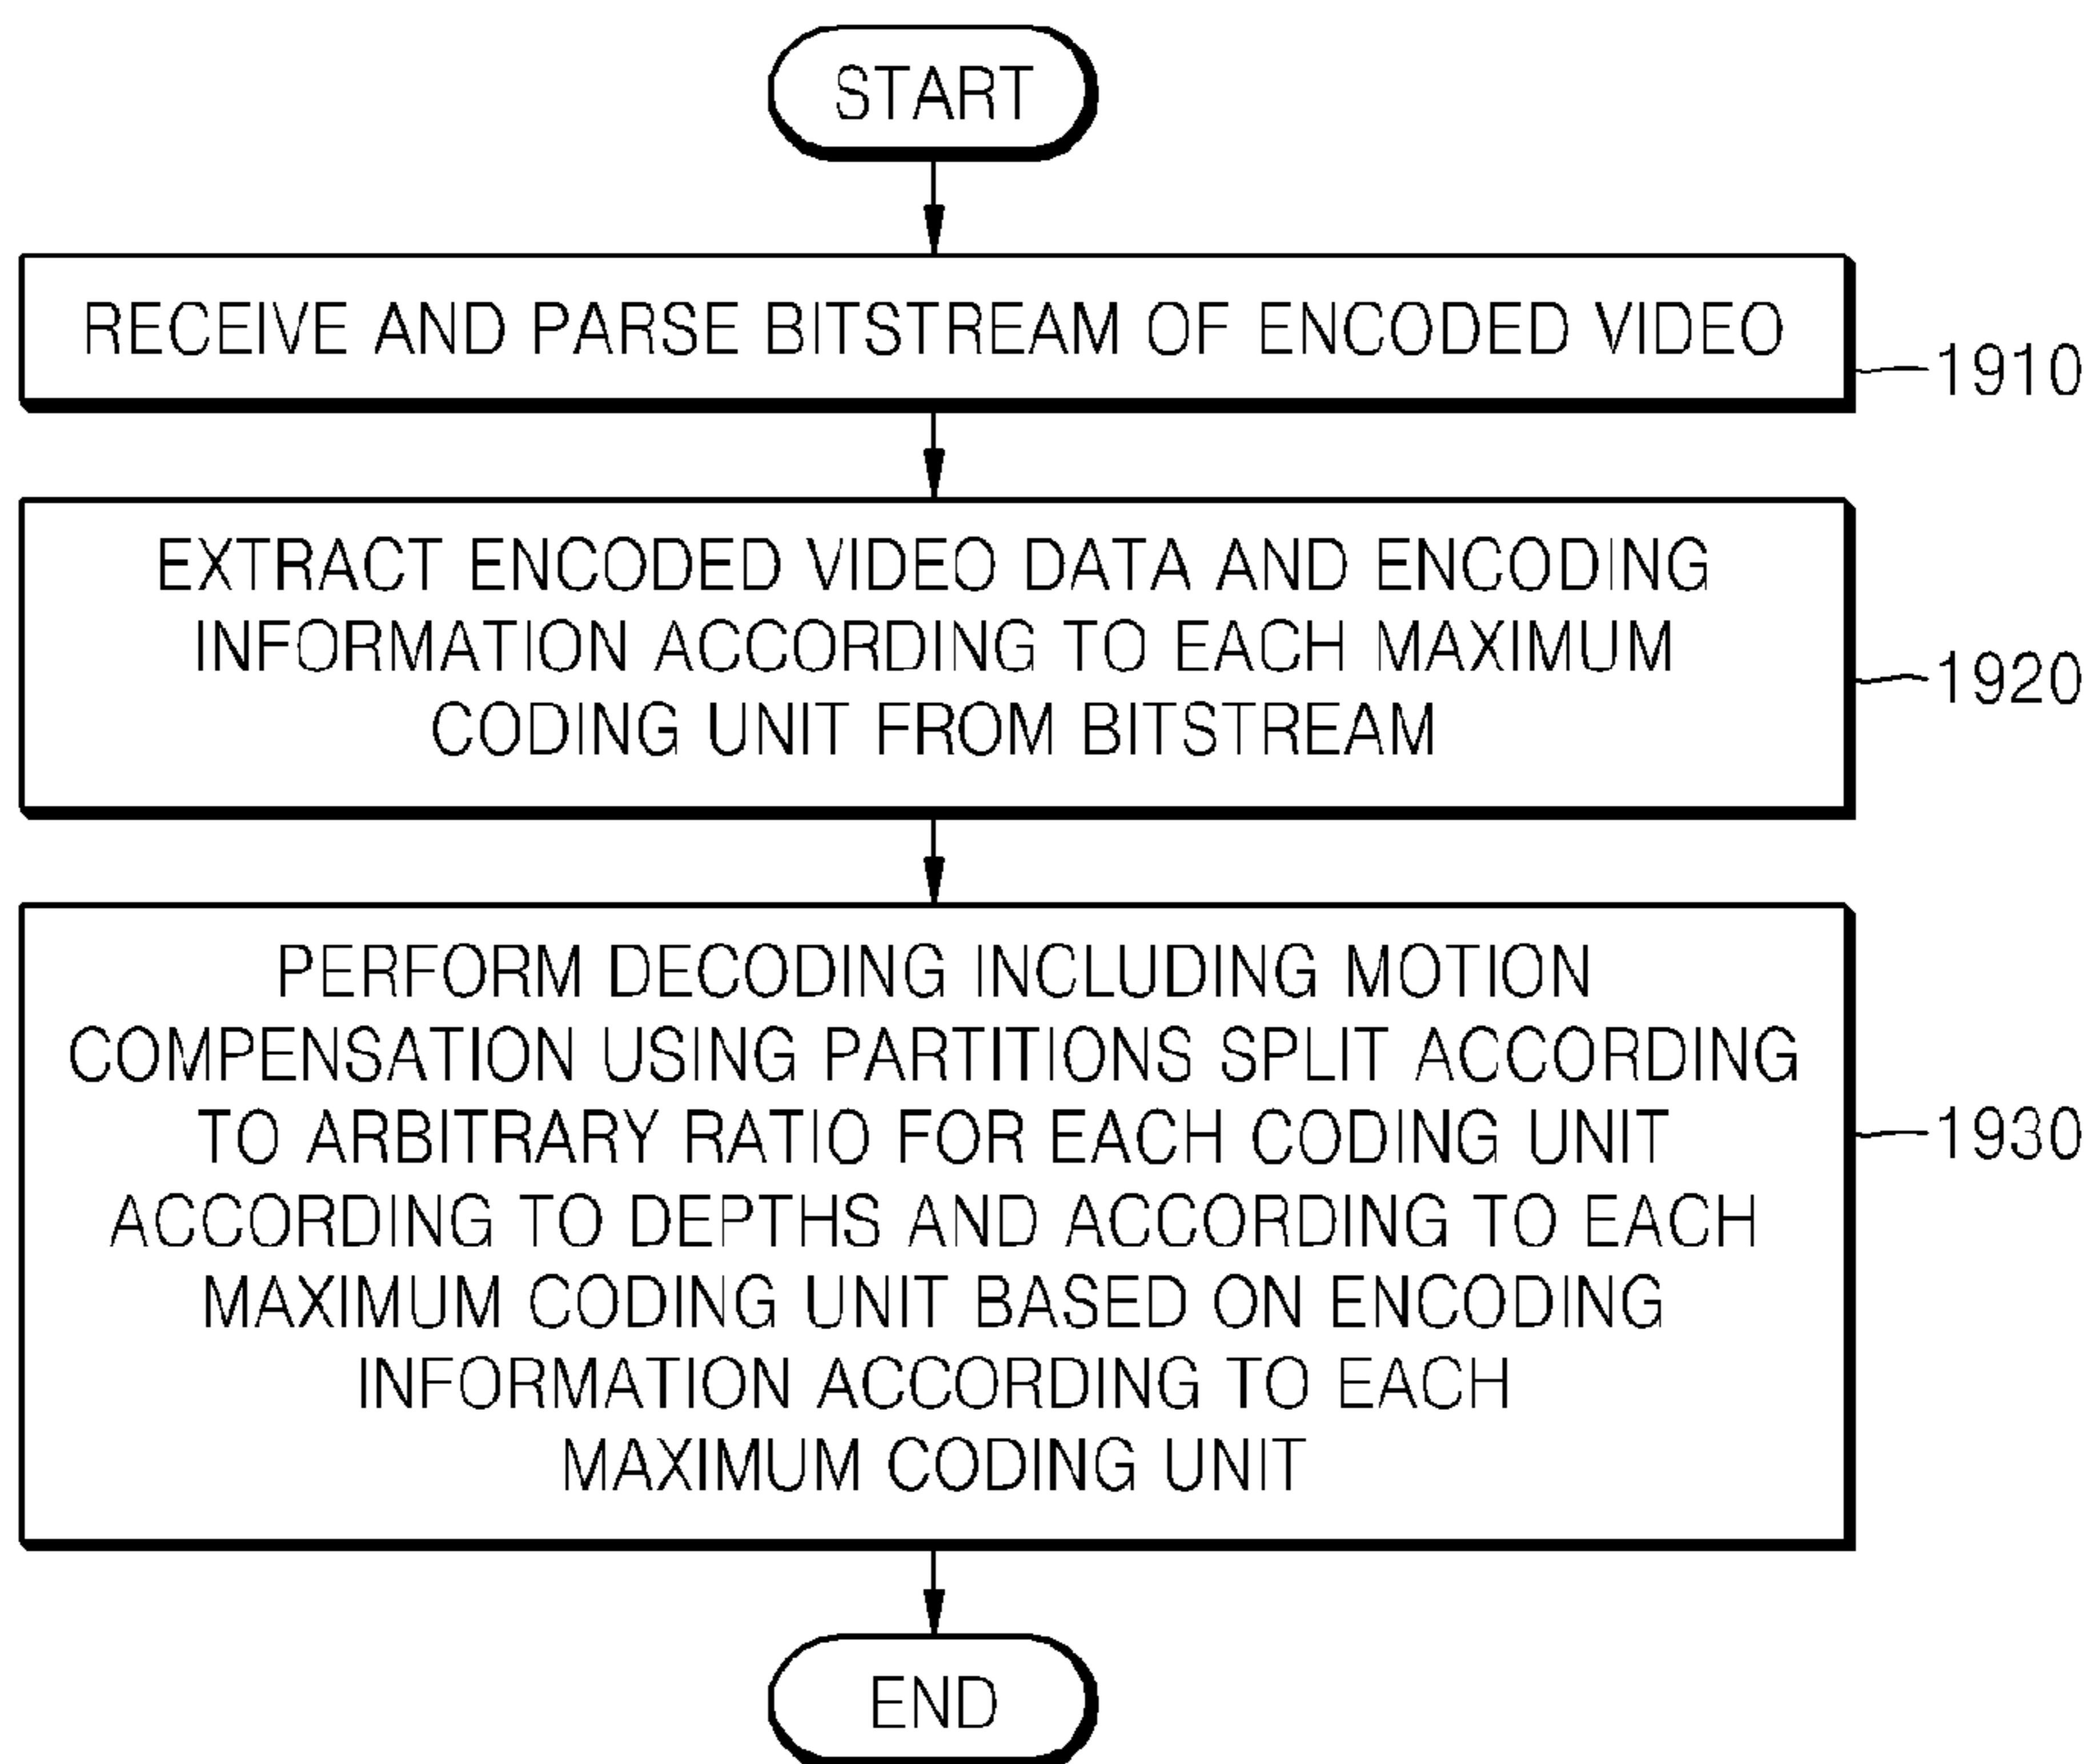 START
RECEIVE AND PARSE BITSTREAM OF ENCODED VIDEO
1910
EXTRACT ENCODED VIDEO DATA AND ENCODING
INFORMATION ACCORDING TO EACH MAXIMUM
CODING UNIT FROM BITSTREAM
1920
PERFORM DECODING INCLUDING MOTION
COMPENSATION USING PARTITIONS SPLIT ACCORDING
TO ARBITRARY RATIO FOR EACH CODING UNIT
ACCORDING TO DEPTHS AND ACCORDING TO EACH
MAXIMUM CODING UNIT BASED ON ENCODING
INFORMATION ACCORDING TO EACH
MAXIMUM CODING UNIT
1930
END